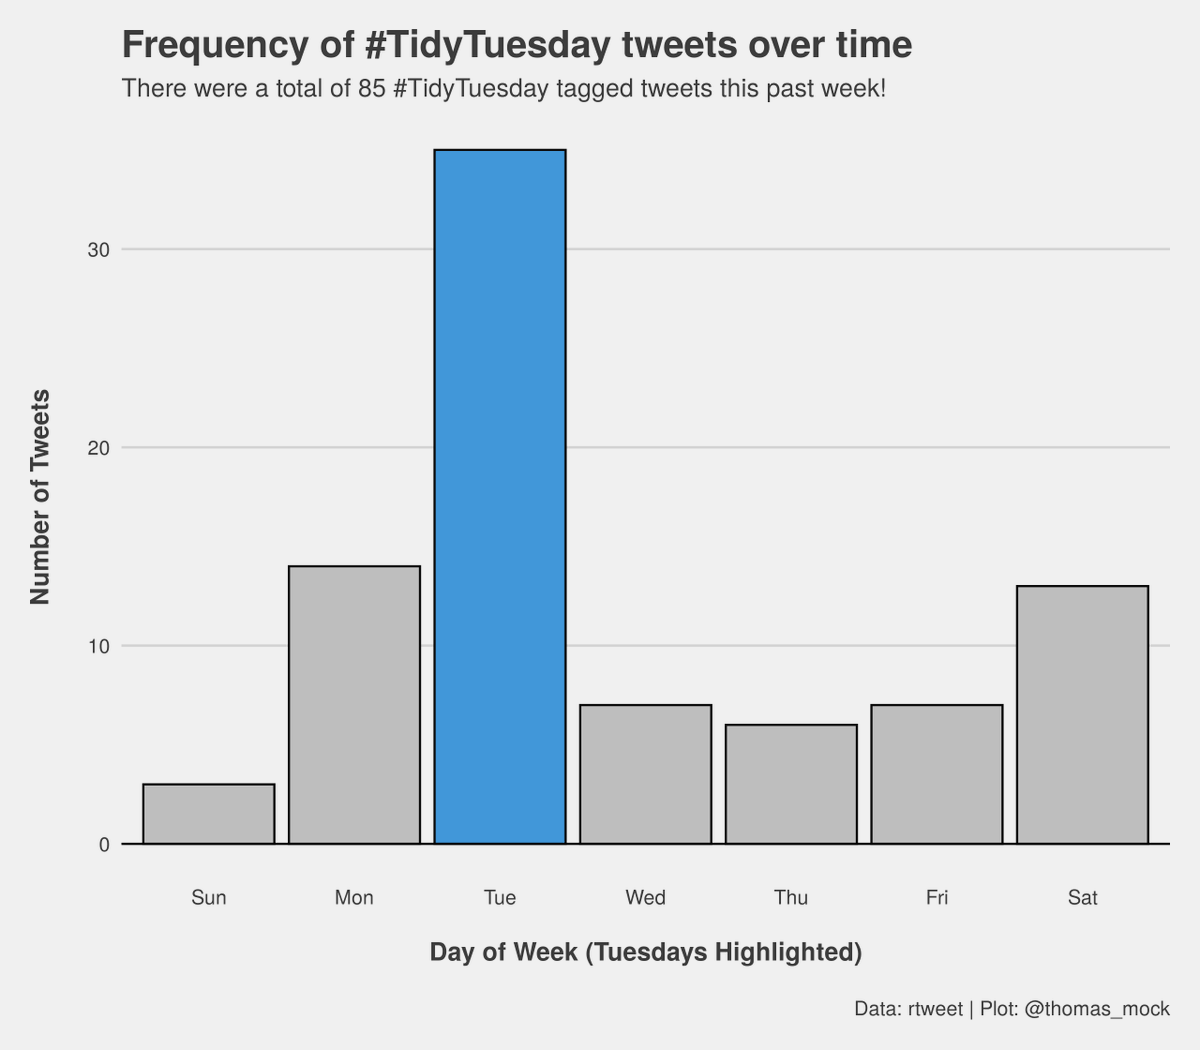 Frequency of #TidyTuesday tweets over time
There were a total of 85 #TidyTuesday tagged tweets this past week!
Number of Tweets
30
20
10
0
Sun Mon Tue Wed Thu Fri Sat
Day of Week (Tuesdays Highlighted)
Data: rtweet | Plot: @thomas_mock